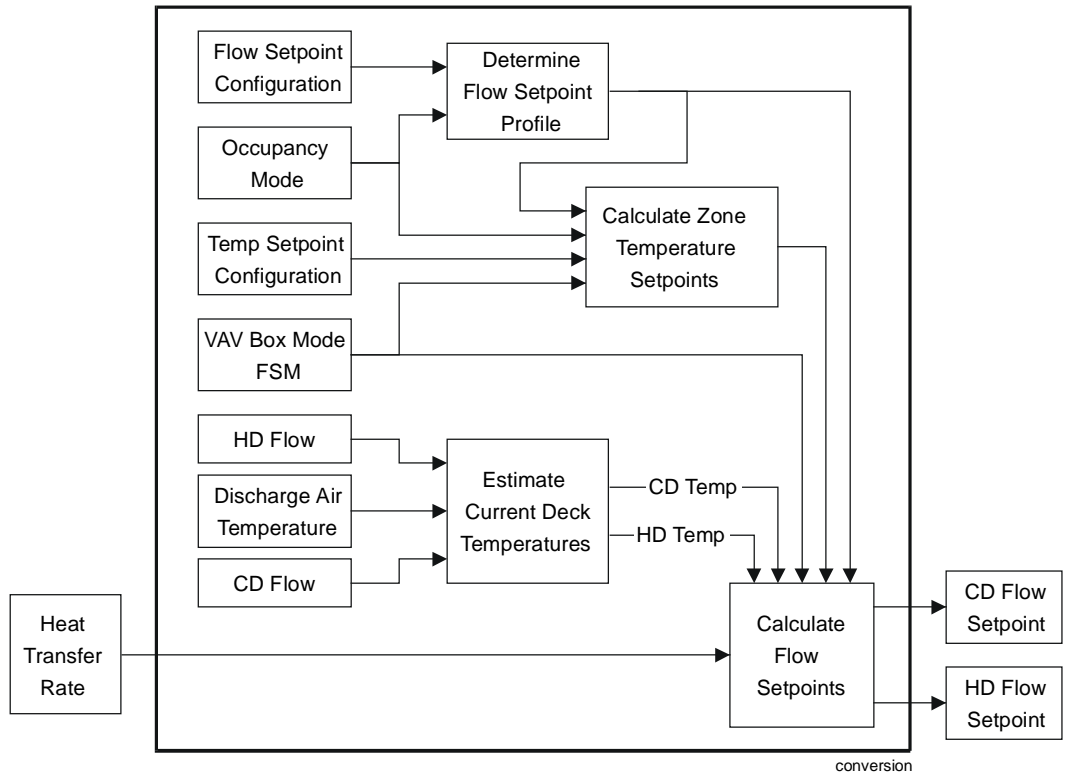 Flow Setpoint
Configuration
Determine
Flow Setpoint
Profile
Occupancy
Mode
Calculate Zone
Temperature
Setpoints
Temp Setpoint
Configuration
VAV Box Mode
FSM
HD Flow
Discharge Air
Temperature
CD Flow
Estimate
Current Deck
Temperatures
CD Temp
HD Temp
Heat
Transfer
Rate
Calculate
Flow
Setpoints
CD Flow
Setpoint
HD Flow
Setpoint
conversion